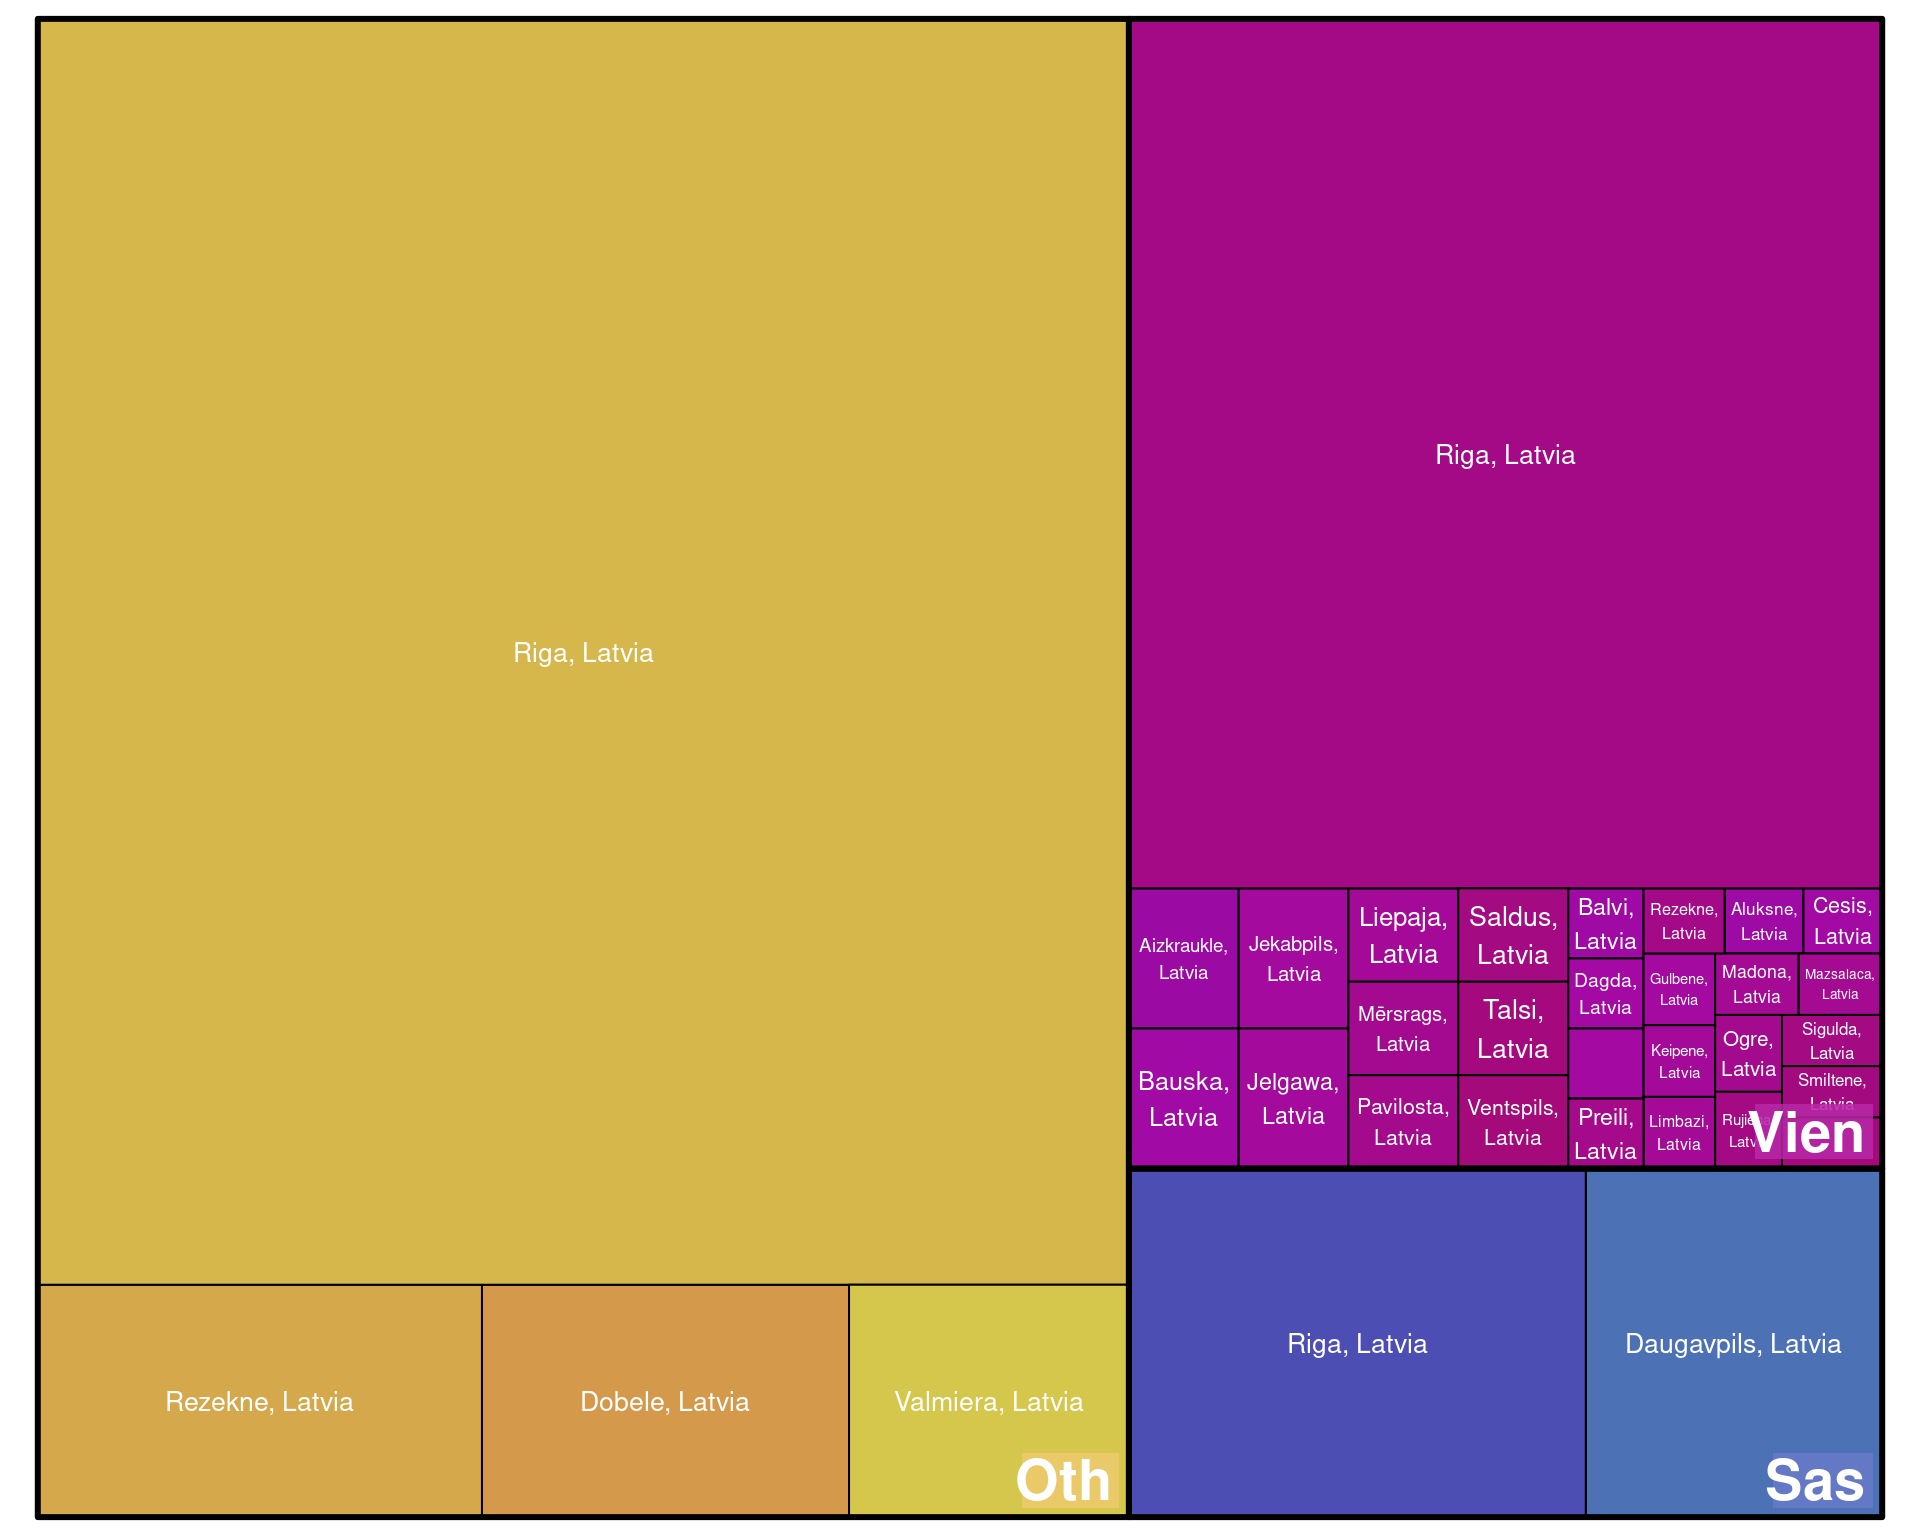 Riga, Latvia
Rezekne, Latvia
Dobele, Latvia
Valmiera, Latvia
Oth
Riga, Latvia
Aizkraukle,
Latvia
Bauska,
Latvia
Jekabpils,
Latvia
Jelgawa,
Latvia
Liepaja,
Latvia
Mērsrags,
Latvia
Pavilosta,
Latvia
Saldus,
Latvia
Talsi,
Latvia
Ventspils,
Latvia
Balvi,
Latvia
Dagda,
Latvia
Preili,
Latvia
Rezekne,
Latvia
Aluksne,
Latvia
Cesis,
Latvia
Gulbene,
Latvia
Keipene,
Latvia
Limbazi,
Latvia
Madona,
Latvia
Mazsalaca,
Latvia
Ogre,
Latvia
Sigulda,
Latvia
Smiltene,
Latvia
Vien
Riga, Latvia
Daugavpils, Latvia
Sas